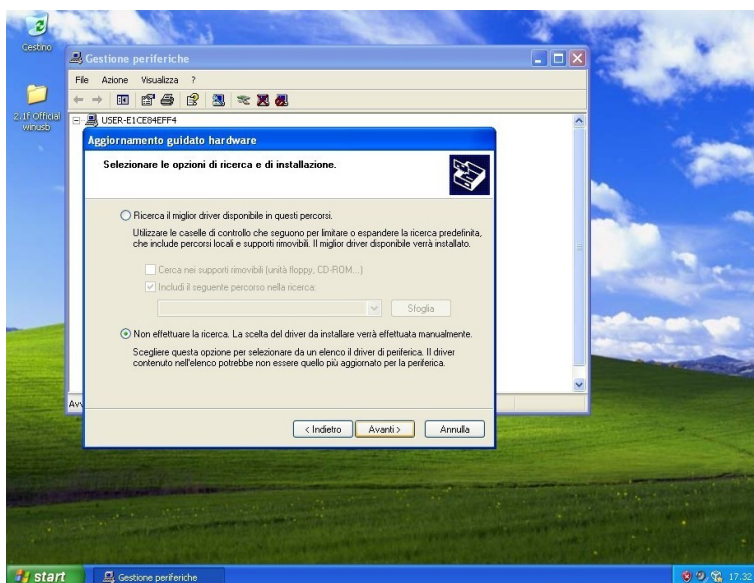 Cestino
2.1f Official
winusb
Gestione periferiche
File Azione Visualizza ?
USER-E1CE84EFF4
Aggiornamento guidato hardware
Selezionare le opzioni di ricerca e di installazione.
Ricerca il miglior driver disponibile in questi percorsi.
Utilizzare le caselle di controllo che seguono per limitare o espandere la ricerca predefinita,
che include percorsi locali e supporti rimovibili. Il miglior driver disponibile verrà installato.
Cerca nei supporti rimovibili (unità floppy, CD-ROM...)
Includi il seguente percorso nella ricerca:
Sfoglia
Non effettuare la ricerca. La scelta del driver da installare verrà effettuata manualmente.
Scegliere questa opzione per selezionare da un elenco il driver di periferica. Il driver
contenuto nell'elenco potrebbe non essere quello più aggiornato per la periferica.
< Indietro Avanti > Annulla
start Gestione periferiche 17:32